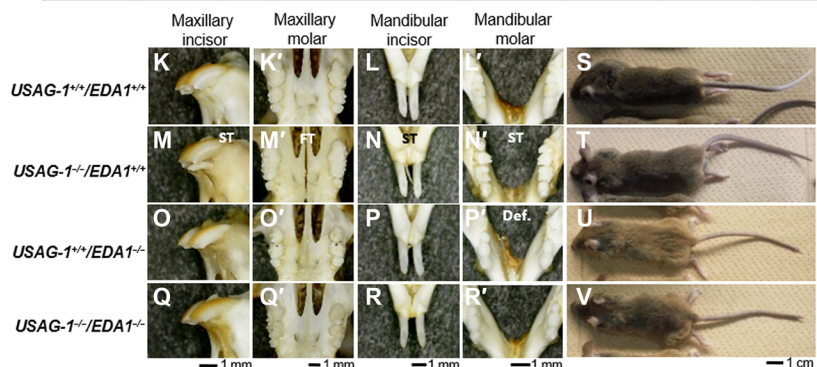 Maxillary incisor
Maxillary molar
Mandibular incisor
Mandibular molar
USAG-1+/+/EDA1+/+
K
K′
L
L′
S
USAG-1-/-/EDA1+/+
M
ST
M′
FT
N
ST
N′
ST
T
USAG-1+/+/EDA1-/-
O
O′
P
P′
Def.
U
USAG-1-/-/EDA1-/-
Q
Q′
R
R′
V
1 mm
1 mm
1 mm
1 mm
1 cm